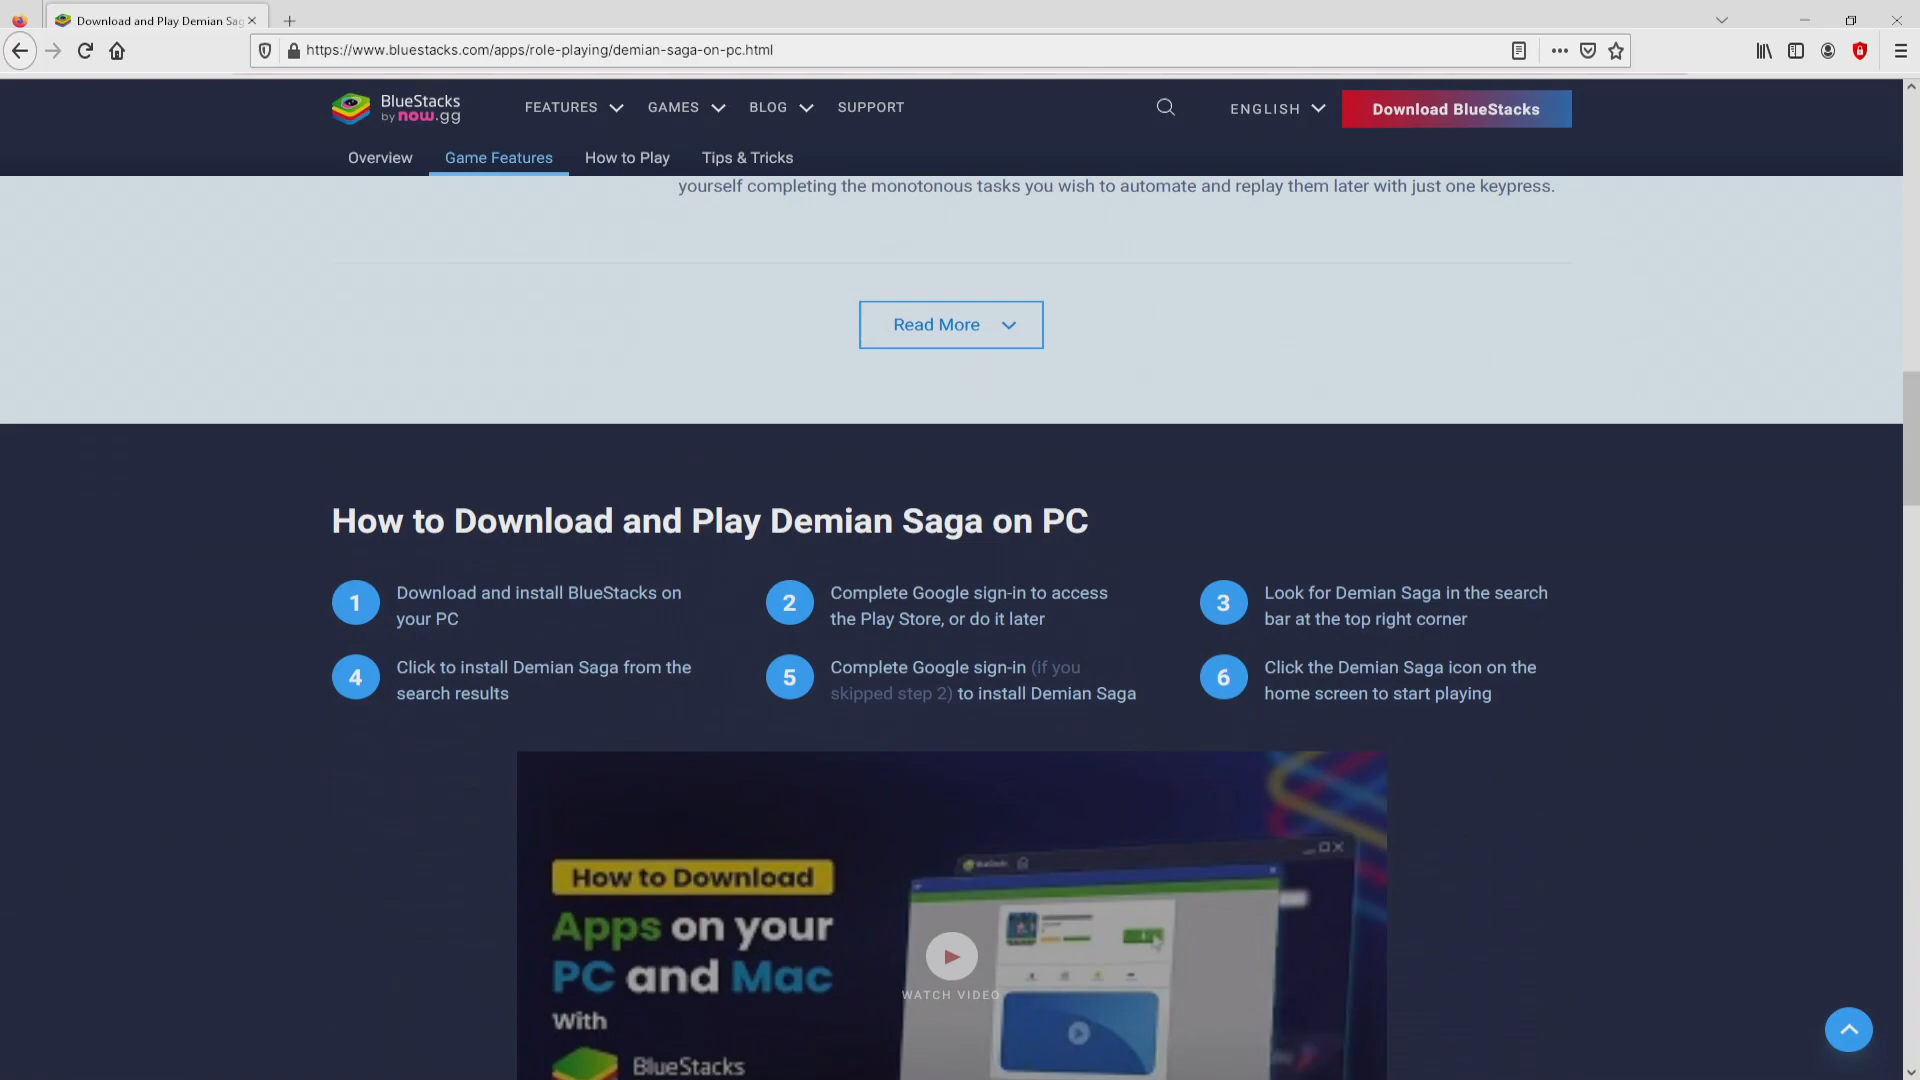 Download and Play Demian Sag
https://www.bluestacks.com/apps/role-playing/demian-saga-on-pc.html
BlueStacks
by now.gg
FEATURES
GAMES
BLOG
SUPPORT
ENGLISH
Download BlueStacks
Overview
Game Features
How to Play
Tips & Tricks
yourself completing the monotonous tasks you wish to automate and replay them later with just one keypress.
Read More
How to Download and Play Demian Saga on PC
1
Download and install BlueStacks on
your PC
2
Complete Google sign-in to access
the Play Store, or do it later
3
Look for Demian Saga in the search
bar at the top right corner
4
Click to install Demian Saga from the
search results
5
Complete Google sign-in (if you
skipped step 2) to install Demian Saga
6
Click the Demian Saga icon on the
home screen to start playing
How to Download
Apps on your
PC and Mac
With
BlueStacks
BlueStacks
WATCH VIDEO